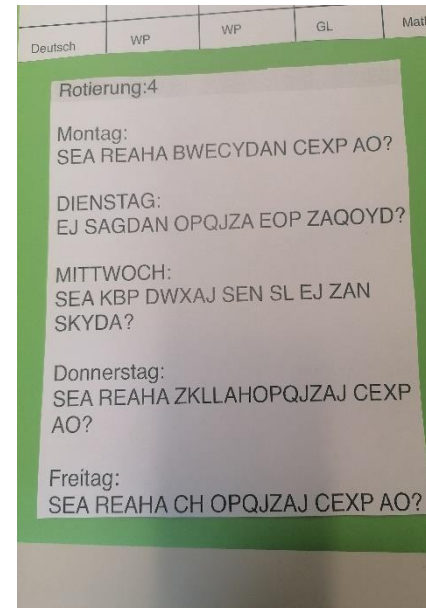 Deutsch WP WP GL Mat
Rotierung:4
Montag:
SEA REAHA BWECYDAN CEXP AO?
DIENSTAG:
EJ SAGDAN OPQJZA EOP ZAQOYD?
MITTWOCH:
SEA KBP DWXAJ SEN SL EJ ZAN
SKYDA?
Donnerstag:
SEA REAHA ZKLLAHOPQJZAJ CEXP
AO?
Freitag:
SEA REAHA CH OPQJZAJ CEXP AO?